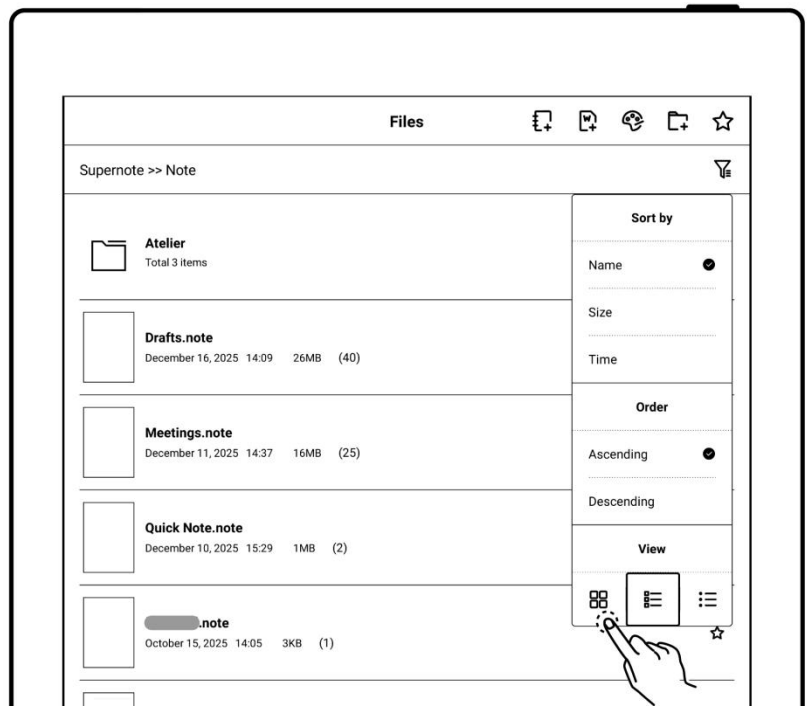 Files
Supernote >> Note
Sort by
Name
Size
Time
Order
Ascending
Descending
View
Atelier
Total 3 items
Drafts.note
December 16, 2025 14:09 26MB (40)
Meetings.note
December 11, 2025 14:37 16MB (25)
Quick Note.note
December 10, 2025 15:29 1MB (2)
.note
October 15, 2025 14:05 3KB (1)